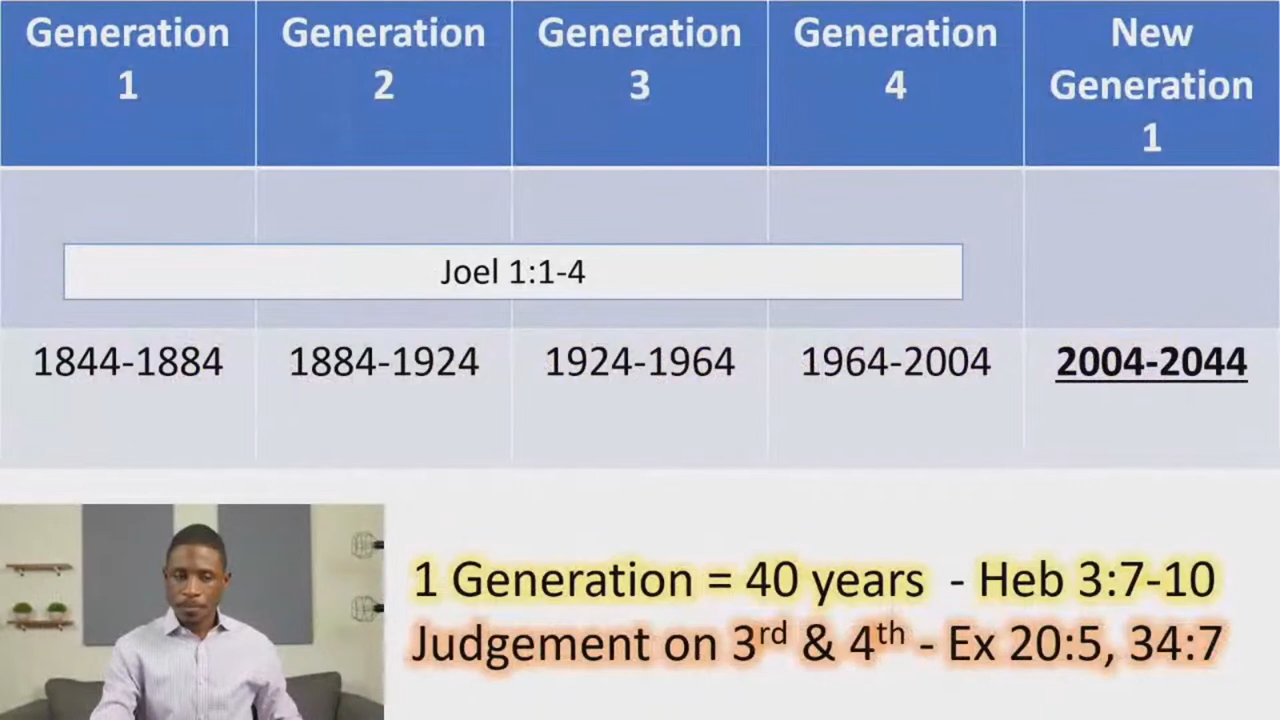 Generation
1
Generation
2
Generation
3
Generation
4
New
Generation
1
Joel 1:1-4
1844-1884
1884-1924
1924-1964
1964-2004
2004-2044
1 Generation = 40 years - Heb 3:7-10
Judgement on 3rd & 4th - Ex 20:5, 34:7